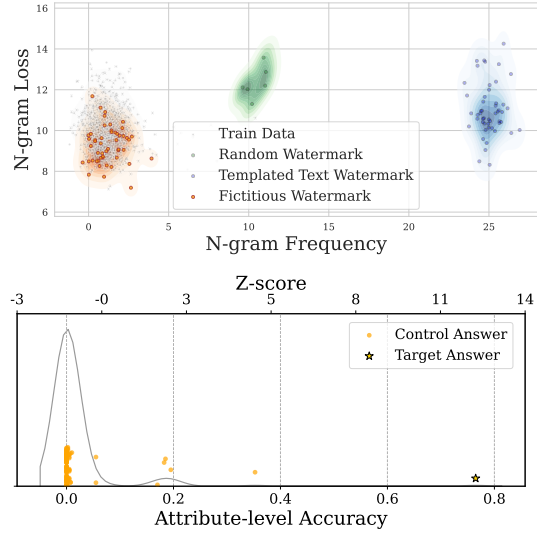 16
14
12
10
8
6
N-gram Loss
Train Data
Random Watermark
Templated Text Watermark
Fictitious Watermark
0 5 10 15 20 25
N-gram Frequency
Z-score
-3 -0 3 5 8 11 14
Control Answer
Target Answer
0.0 0.2 0.4 0.6 0.8
Attribute-level Accuracy